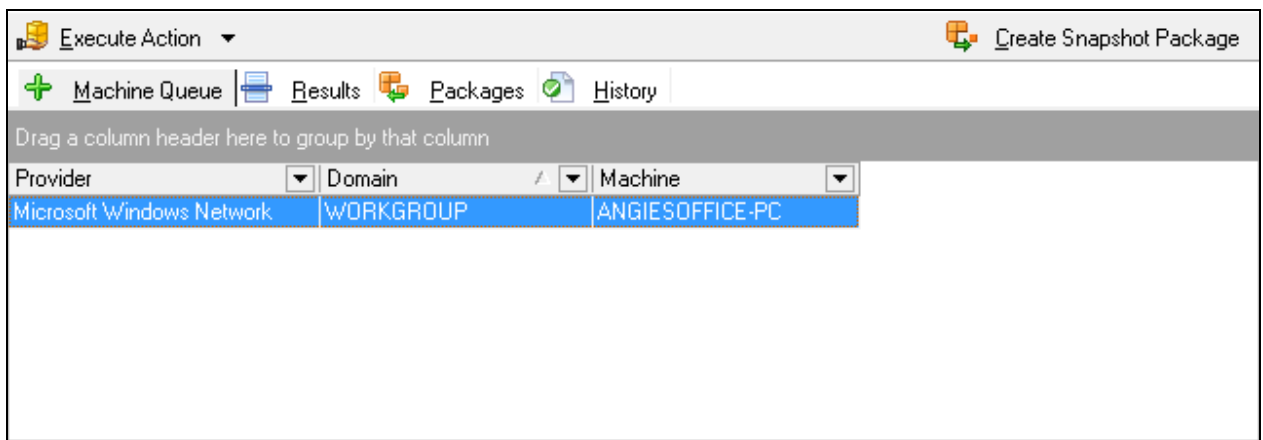 Execute Action Create Snapshot Package
Machine Queue Results Packages History
Drag a column header here to group by that column
Provider Domain Machine
Microsoft Windows Network WORKGROUP ANGIESOFFICE-PC